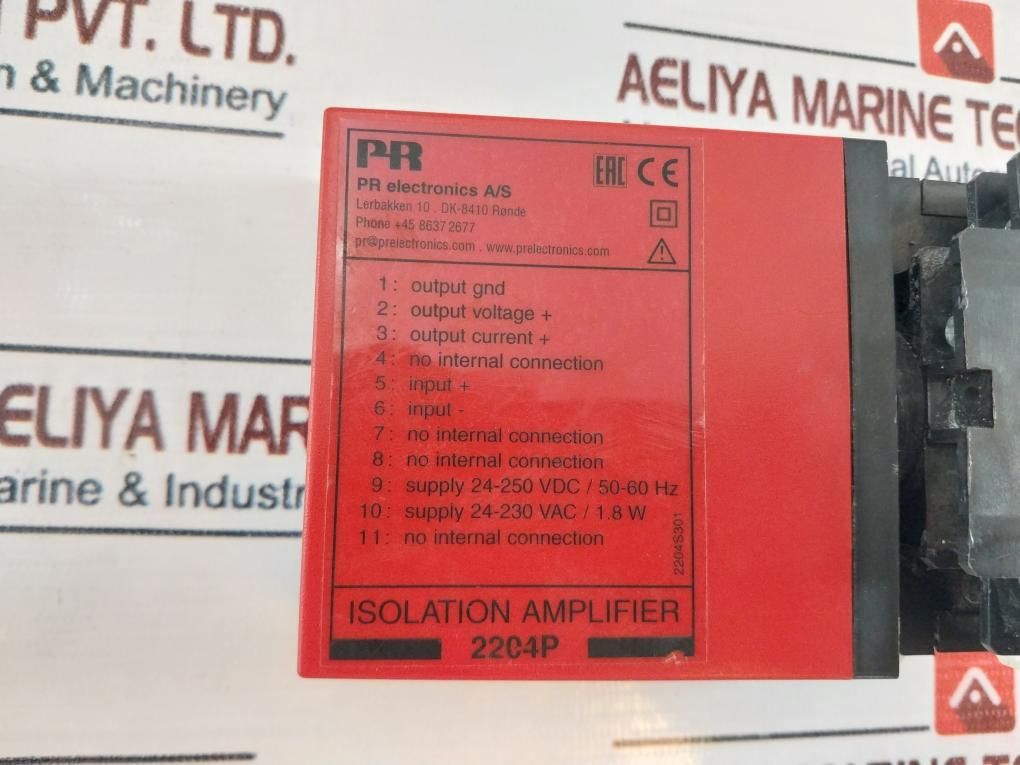 PVT. LTD.
& Machinery
AELIYA MARINE
PR
PR electronics A/S
Lerbakken 10 . DK-8410 Rønde
Phone +45 86372677
pr@prelectronics.com . www.prelectronics.com
EAC CE
1: output gnd
2: output voltage +
3: output current +
4: no internal connection
5: input +
6: input -
7: no internal connection
8: no internal connection
9: supply 24-250 VDC / 50-60 Hz
10: supply 24-230 VAC / 1.8 W
11: no internal connection
2204S301
ISOLATION AMPLIFIER
2204P
ELIYA MAR
arine & Industr